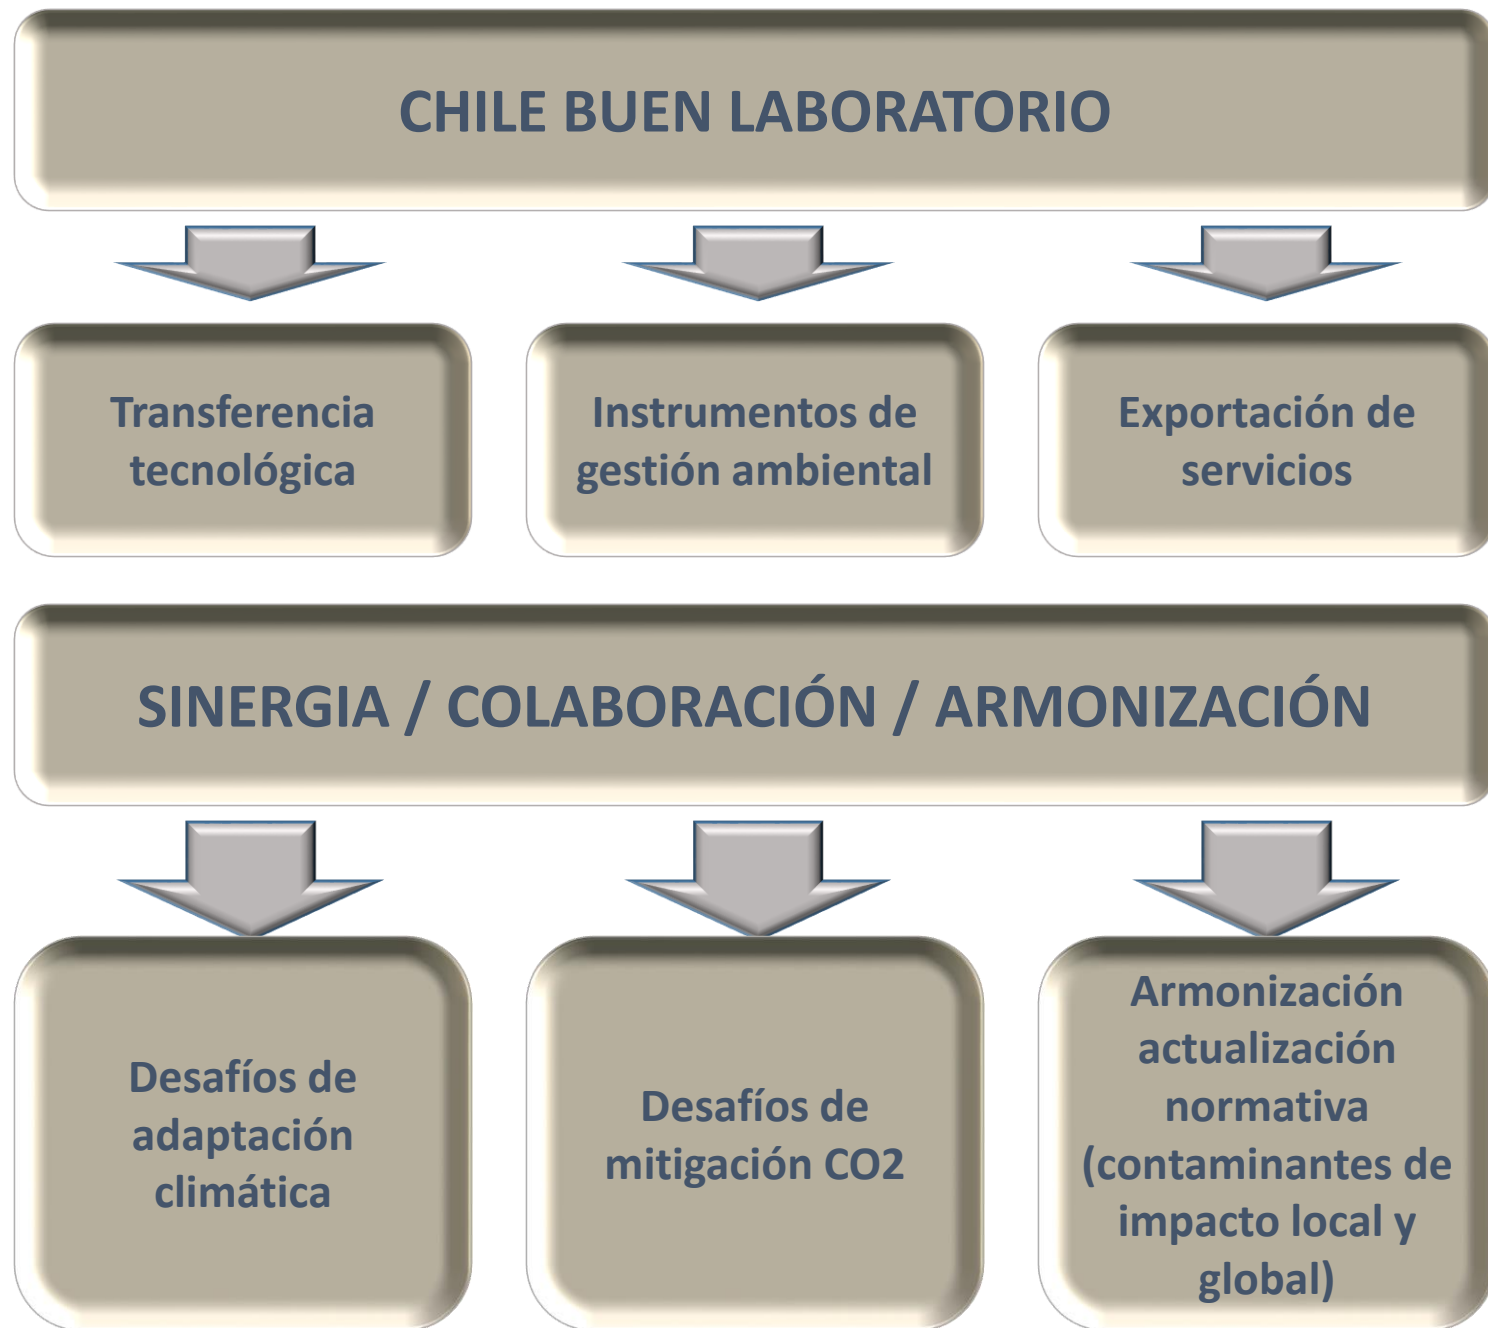 CHILE BUEN LABORATORIO
Transferencia
tecnológica
Instrumentos de
gestión ambiental
Exportación de
servicios
SINERGIA / COLABORACIÓN / ARMONIZACIÓN
Desafíos de
adaptación
climática
Desafíos de
mitigación CO2
Armonización
actualización
normativa
(contaminantes de
impacto local y
global)